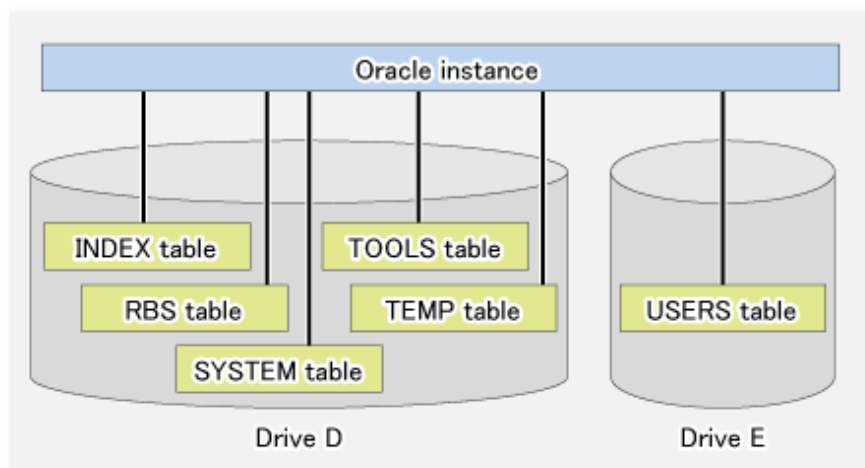 Oracle instance
INDEX table
TOOLS table
RBS table
TEMP table
USERS table
SYSTEM table
Drive D
Drive E